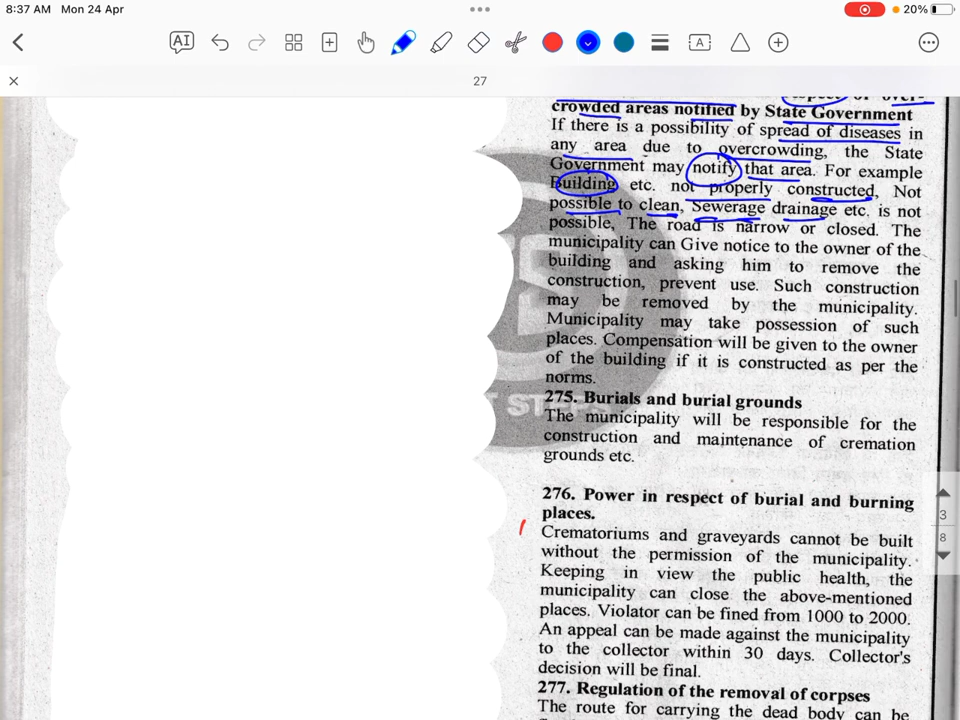 8:37 AM Mon 24 Apr
20%
AI
A
27
crowded areas notified by State Government
If there is a possibility of spread of diseases in
any area due to overcrowding, the State
Government may notify that area. For example
Building etc. not properly constructed, Not
possible to clean, Sewerage drainage etc. is not
possible, The road is narrow or closed. The
municipality can Give notice to the owner of the
building and asking him to remove the
construction, prevent use. Such construction
may be removed by the municipality.
Municipality may take possession of such
places. Compensation will be given to the owner
of the building if it is constructed as per the
norms.
275. Burials and burial grounds
The municipality will be responsible for the
construction and maintenance of cremation
grounds etc.
276. Power in respect of burial and burning
places.
Crematoriums and graveyards cannot be built
without the permission of the municipality.
Keeping in view the public health, the
municipality can close the above-mentioned
places. Violator can be fined from 1000 to 2000.
An appeal can be made against the municipality
to the collector within 30 days. Collector's
decision will be final.
277. Regulation of the removal of corpses
The route for carrying the dead body can be
3
8